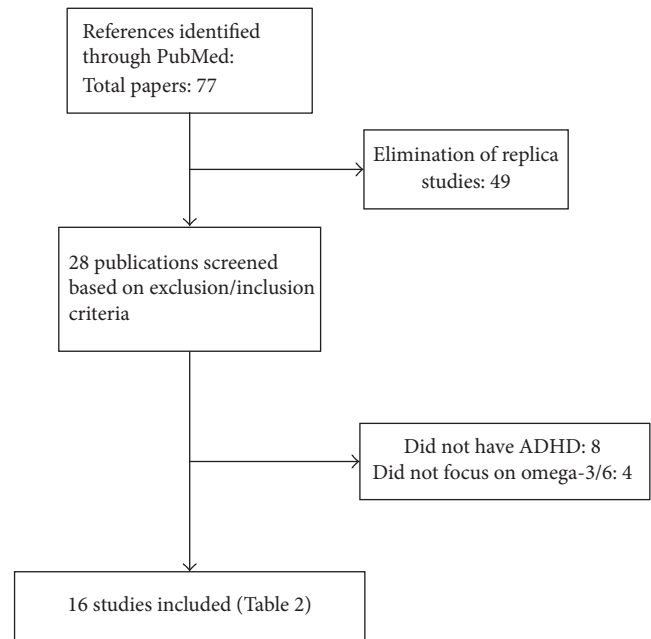 References identified
through PubMed:
Total papers: 77
Elimination of replica
studies: 49
28 publications screened
based on exclusion/inclusion
criteria
Did not have ADHD: 8
Did not focus on omega-3/6: 4
16 studies included (Table 2)